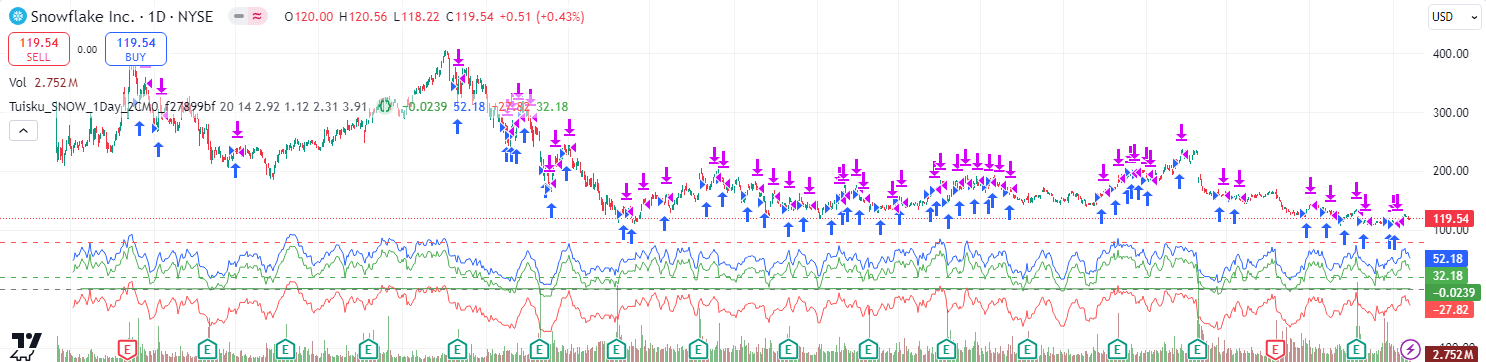 Snowflake Inc. · 1D · NYSE O120.00 H120.56 L118.22 C119.54 +0.51 (+0.43%)
USD
119.54 SELL
0.00
119.54 BUY
Vol 2.752 M
Tuisku_SNOW_1Day_2CM0_f27899bf 20 14 2.92 1.12 2.31 3.91 −0.0239 52.18 −27.82 32.18
400.00
300.00
200.00
119.54
100.00
52.18
32.18
−0.0239
−27.82
2.752 M
E E E E E E E E E E E E E E E E